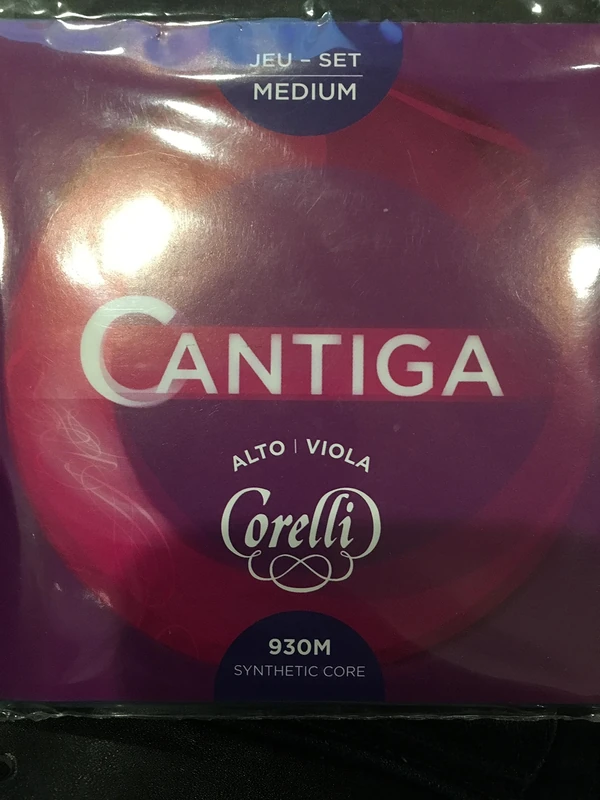 JEU – SET
MEDIUM
CANTIGA
ALTO | VIOLA
Corelli
930M
SYNTHETIC CORE